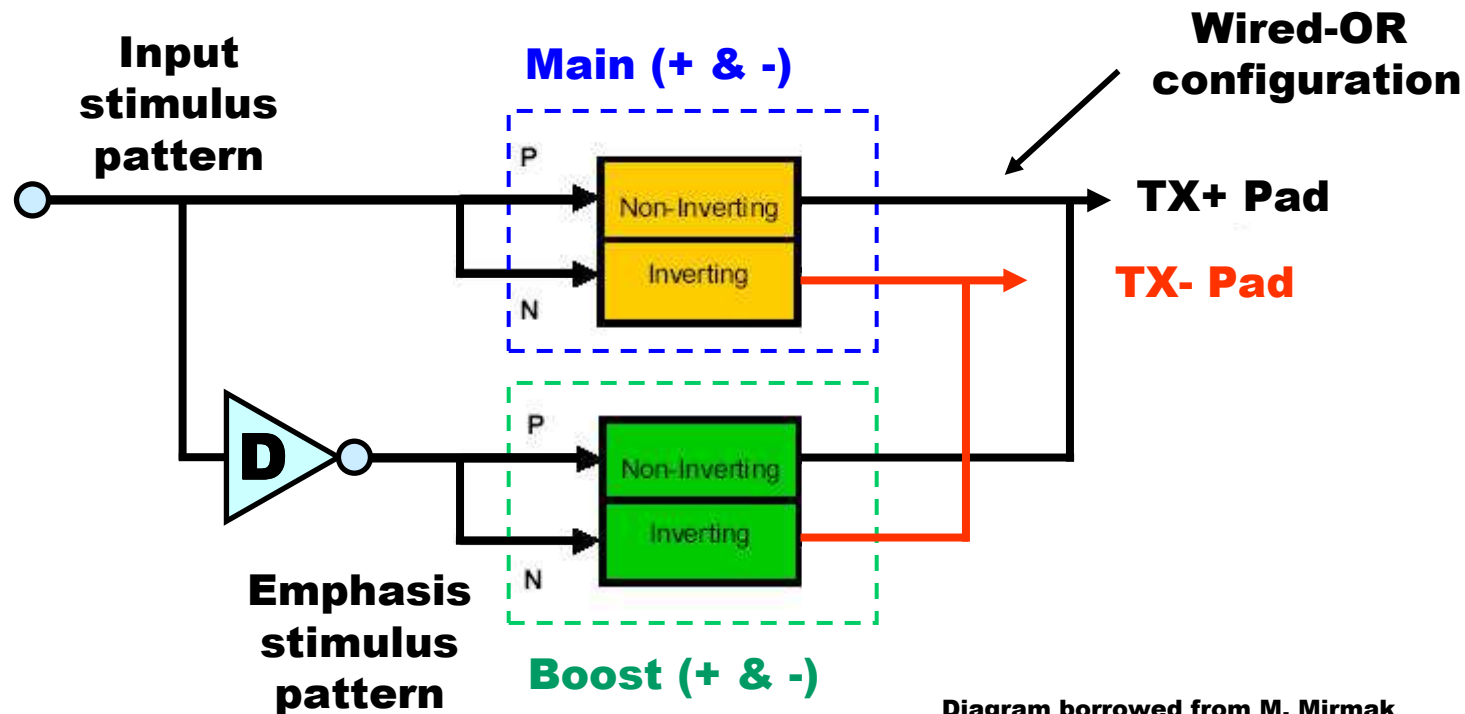 Input
stimulus
pattern
Main (+ & -)
Wired-OR
configuration
P
Non-Inverting
Inverting
N
TX+ Pad
TX- Pad
D
P
Non-Inverting
Inverting
N
Emphasis
stimulus
pattern
Boost (+ & -)
Diagram borrowed from M. Mirmak